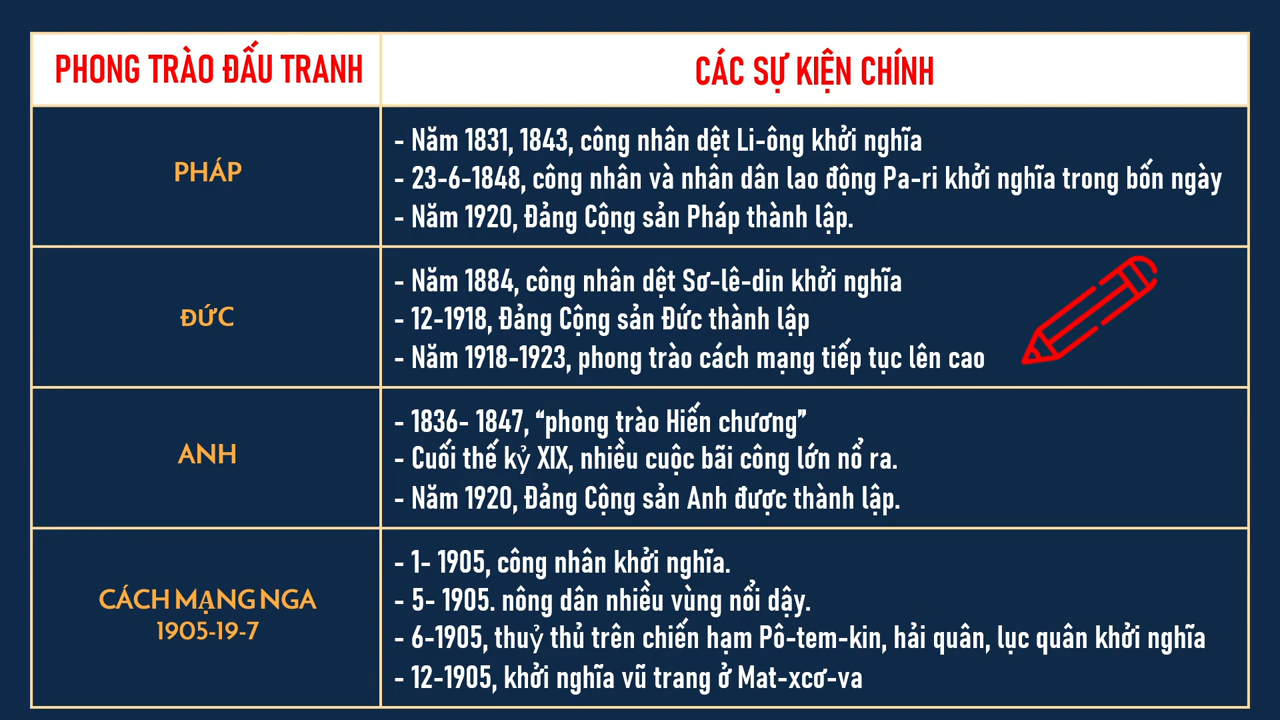 PHONG TRÀO ĐẤU TRANH
CÁC SỰ KIỆN CHÍNH
PHÁP
- Năm 1831, 1843, công nhân dệt Li-ông khởi nghĩa
- 23-6-1848, công nhân và nhân dân lao động Pa-ri khởi nghĩa trong bốn ngày
- Năm 1920, Đảng Cộng sản Pháp thành lập.
ĐỨC
- Năm 1884, công nhân dệt Sơ-lê-din khởi nghĩa
- 12-1918, Đảng Cộng sản Đức thành lập
- Năm 1918-1923, phong trào cách mạng tiếp tục lên cao
ANH
- 1836- 1847, “phong trào Hiến chương”
- Cuối thế kỷ XIX, nhiều cuộc bãi công lớn nổ ra.
- Năm 1920, Đảng Cộng sản Anh được thành lập.
CÁCH MẠNG NGA
1905-19-7
- 1- 1905, công nhân khởi nghĩa.
- 5- 1905. nông dân nhiều vùng nổi dậy.
- 6-1905, thuỷ thủ trên chiến hạm Pô-tem-kin, hải quân, lục quân khởi nghĩa
- 12-1905, khởi nghĩa vũ trang ở Mat-xcơ-va